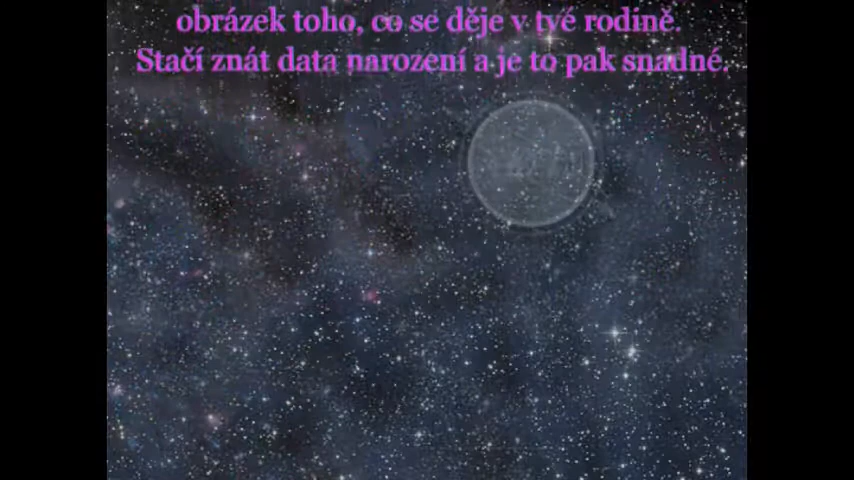 obrázek toho, co se děje v tvé rodině.
Stačí znát data narození a je to pak snadné.